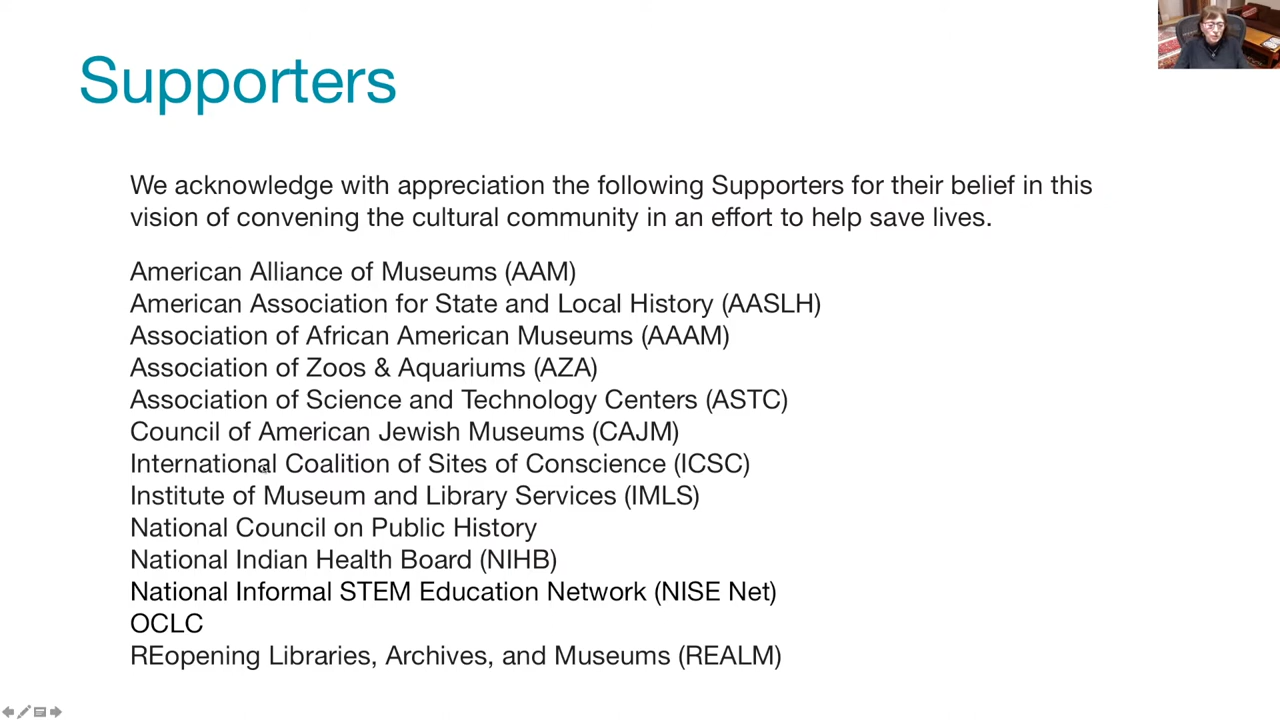 Supporters
We acknowledge with appreciation the following Supporters for their belief in this
vision of convening the cultural community in an effort to help save lives.
American Alliance of Museums (AAM)
American Association for State and Local History (AASLH)
Association of African American Museums (AAAM)
Association of Zoos & Aquariums (AZA)
Association of Science and Technology Centers (ASTC)
Council of American Jewish Museums (CAJM)
International Coalition of Sites of Conscience (ICSC)
Institute of Museum and Library Services (IMLS)
National Council on Public History
National Indian Health Board (NIHB)
National Informal STEM Education Network (NISE Net)
OCLC
REopening Libraries, Archives, and Museums (REALM)